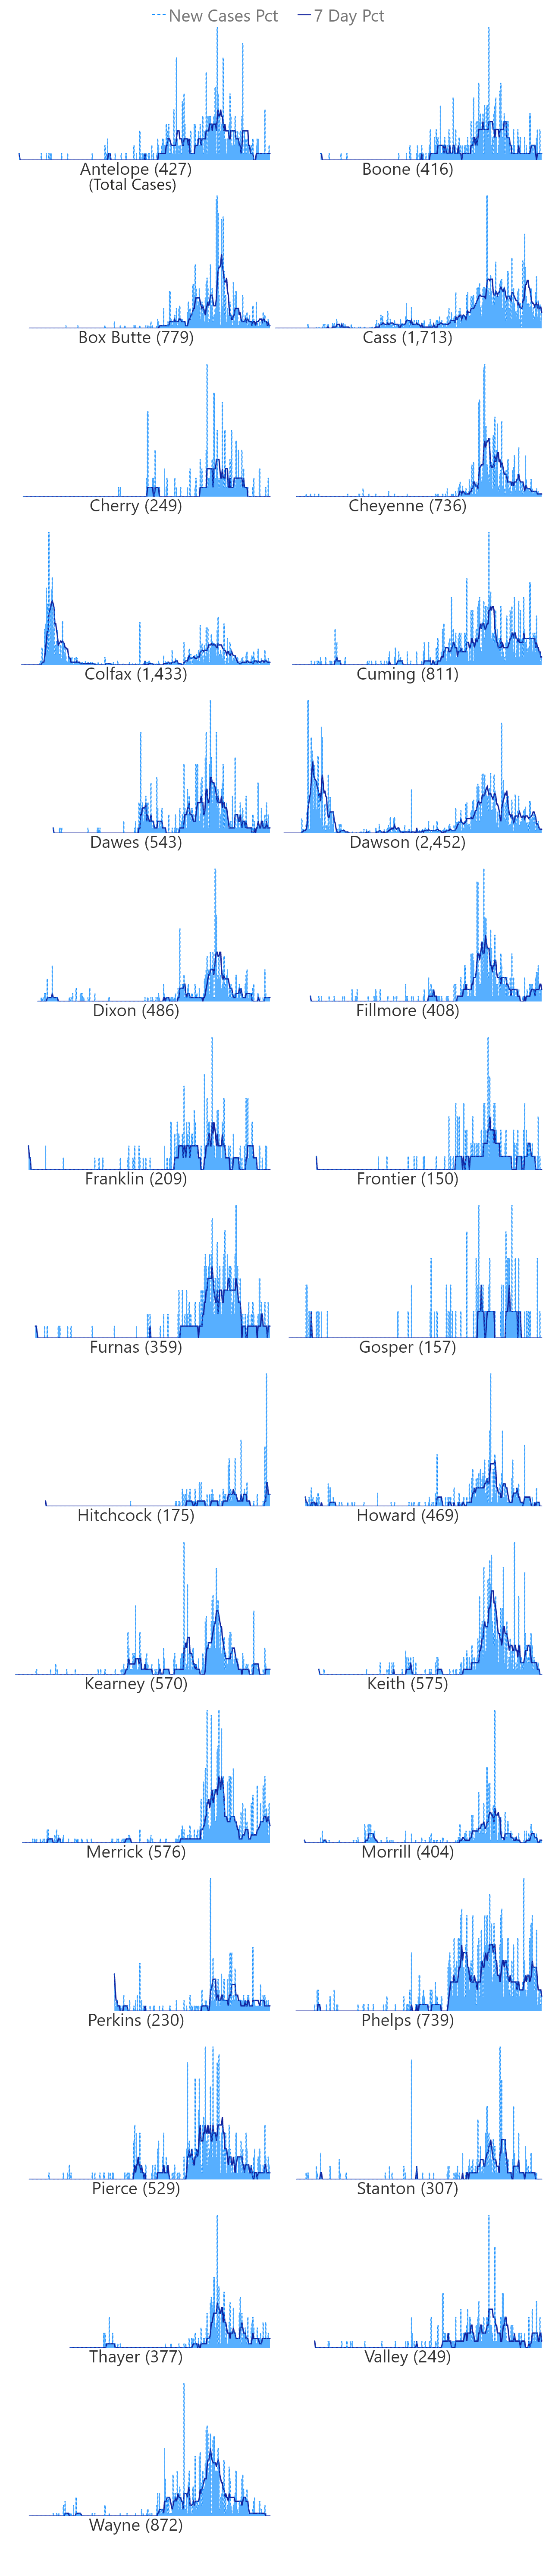 New Cases Pct 7 Day Pct
Antelope (427) Boone (416)
(Total Cases)
Box Butte (779) Cass (1,713)
Cherry (249) Cheyenne (736)
Colfax (1,433) Cuming (811)
Dawes (543) Dawson (2,452)
Dixon (486) Fillmore (408)
Franklin (209) Frontier (150)
Furnas (359) Gosper (157)
Hitchcock (175) Howard (469)
Kearney (570) Keith (575)
Merrick (576) Morrill (404)
Perkins (230) Phelps (739)
Pierce (529) Stanton (307)
Thayer (377) Valley (249)
Wayne (872)